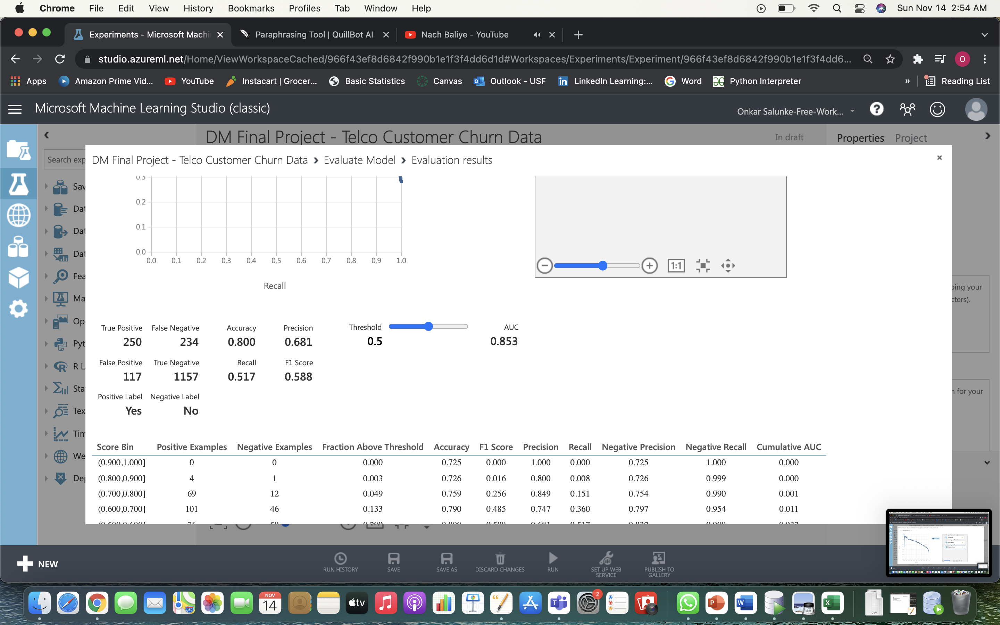 Chrome File Edit View History Bookmarks Profiles Tab Window Help Sun Nov 14 2:54 AM
Experiments - Microsoft Machi Paraphrasing Tool | QuillBot AI Nach Baliye - YouTube
studio.azureml.net/Home/ViewWorkspaceCached/966f43ef8d6842f990b1e1f3f4dd6d1d#Workspaces/Experiments/Experiment/966f43ef8d6842f990b1e1f3f4dd6... O
Apps Amazon Prime Vid... YouTube Instacart | Grocer... Basic Statistics Canvas Outlook - USF LinkedIn Learning:... Word Python Interpreter » Reading List
Microsoft Machine Learning Studio (classic) Onkar Salunke-Free-Work... ?
DM Final Project - Telco Customer Churn Data In draft Properties Project
Search exp
DM Final Project - Telco Customer Churn Data › Evaluate Model › Evaluation results ×
Sav
Dat
Dat
Dat
Fea
Ma
Op
Pyt
R L
Sta
Tex
Tim
We
Dep
0.3
0.2
0.1
0.0
0.0 0.1 0.2 0.3 0.4 0.5 0.6 0.7 0.8 0.9 1.0
Recall
1:1
ping your
cters).
n for your
True Positive False Negative Accuracy Precision Threshold AUC
250 234 0.800 0.681 0.5 0.853
False Positive True Negative Recall F1 Score
117 1157 0.517 0.588
Positive Label Negative Label
Yes No
Score Bin Positive Examples Negative Examples Fraction Above Threshold Accuracy F1 Score Precision Recall Negative Precision Negative Recall Cumulative AUC
(0.900,1.000] 0 0 0.000 0.725 0.000 1.000 0.000 0.725 1.000 0.000
(0.800,0.900] 4 1 0.003 0.726 0.016 0.800 0.008 0.726 0.999 0.000
(0.700,0.800] 69 12 0.049 0.759 0.256 0.849 0.151 0.754 0.990 0.001
(0.600,0.700] 101 46 0.133 0.790 0.485 0.747 0.360 0.797 0.954 0.011
NEW
RUN HISTORY SAVE SAVE AS DISCARD CHANGES RUN SET UP WEB SERVICE PUBLISH TO GALLERY
NOV
14
280
tv
2
T
P
W
X
CSV